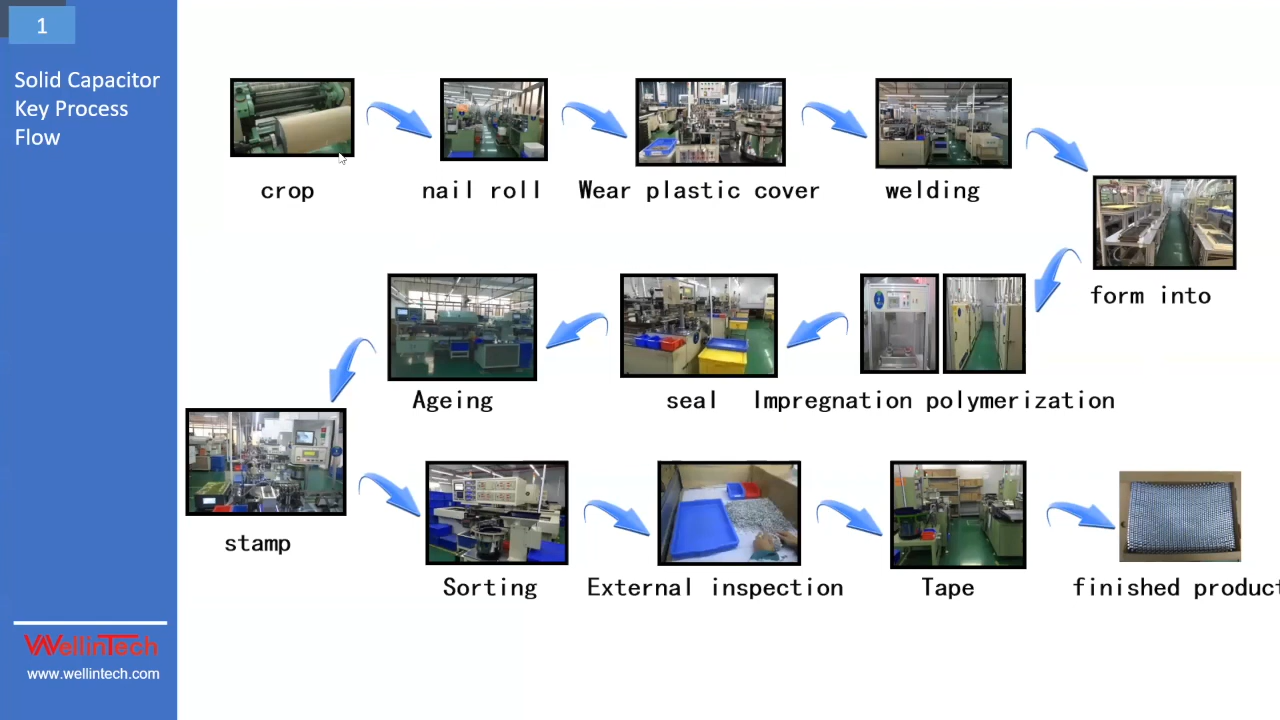 1
Solid Capacitor
Key Process
Flow
crop
nail roll
Wear plastic cover
welding
form into
Ageing
seal
Impregnation polymerization
stamp
Sorting
External inspection
Tape
finished product
WellinTech
www.wellintech.com